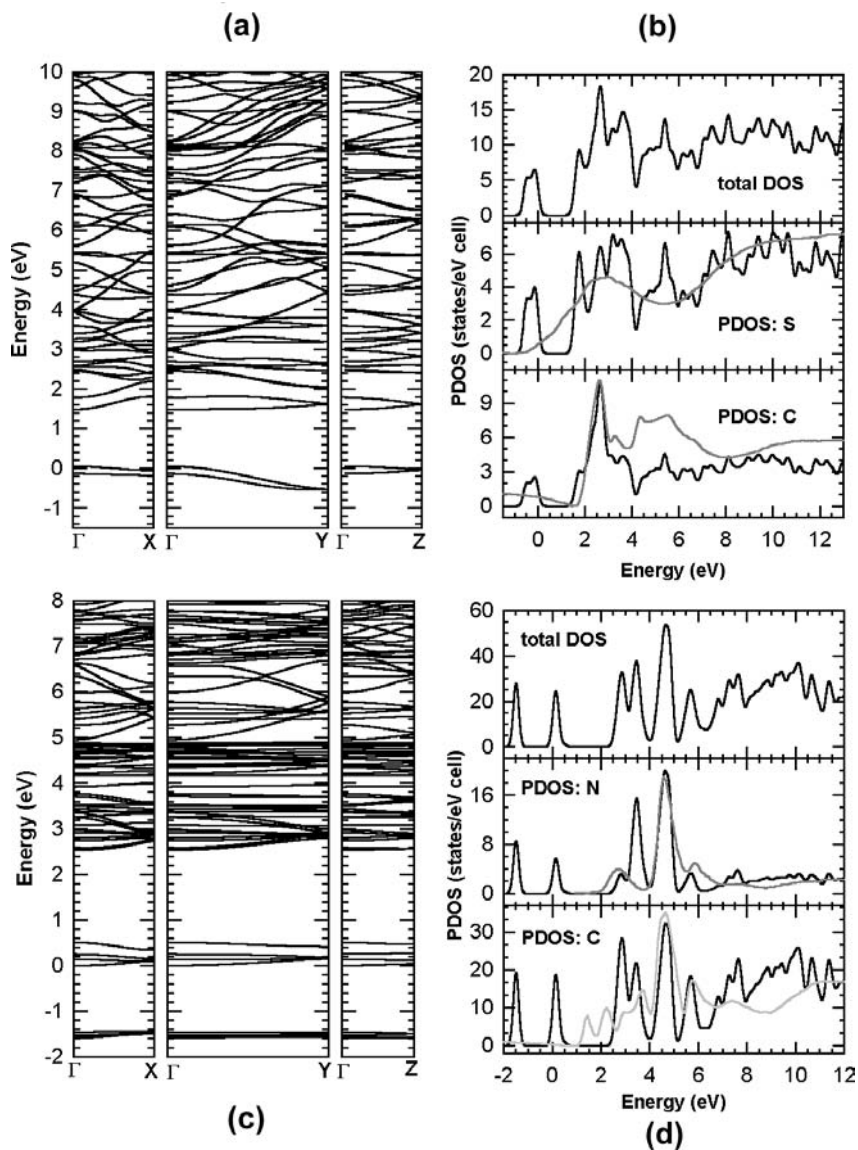 (a)
(b)
10
9
8
7
6
5
4
3
2
1
0
-1
Energy (eV)
Γ X Γ Y Γ Z
20
15
10
5
0
total DOS
6
4
2
0
PDOS: S
9
6
3
0
PDOS: C
PDOS (states/eV cell)
0 2 4 6 8 10 12
Energy (eV)
8
7
6
5
4
3
2
1
0
-1
-2
Energy (eV)
Γ X Γ Y Γ Z
(c)
60
40
20
0
total DOS
16
8
0
PDOS: N
30
20
10
0
PDOS: C
PDOS (states/eV cell)
-2 0 2 4 6 8 10 12
Energy (eV)
(d)